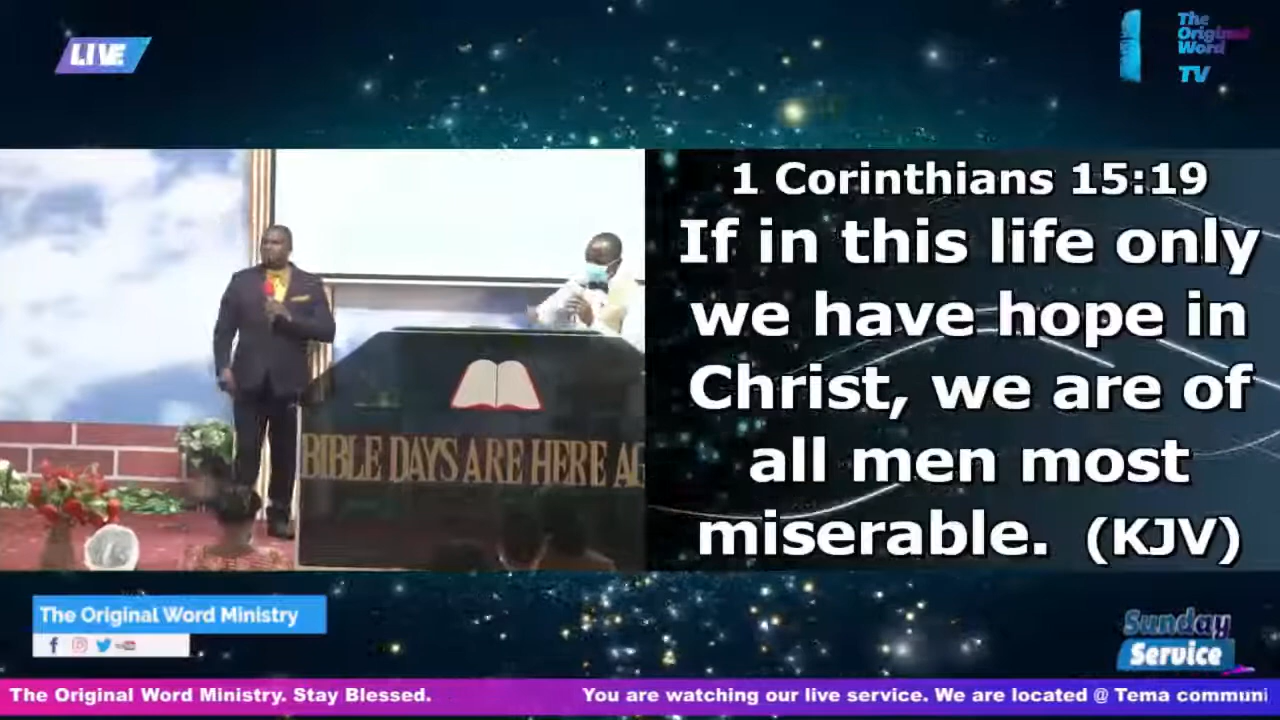 LIVE
The
Original
Word
TV
1 Corinthians 15:19
If in this life only
we have hope in
Christ, we are of
all men most
miserable. (KJV)
BIBLE DAYS ARE HERE AG
The Original Word Ministry
Sunday
Service
The Original Word Ministry. Stay Blessed. You are watching our live service. We are located @ Tema communi